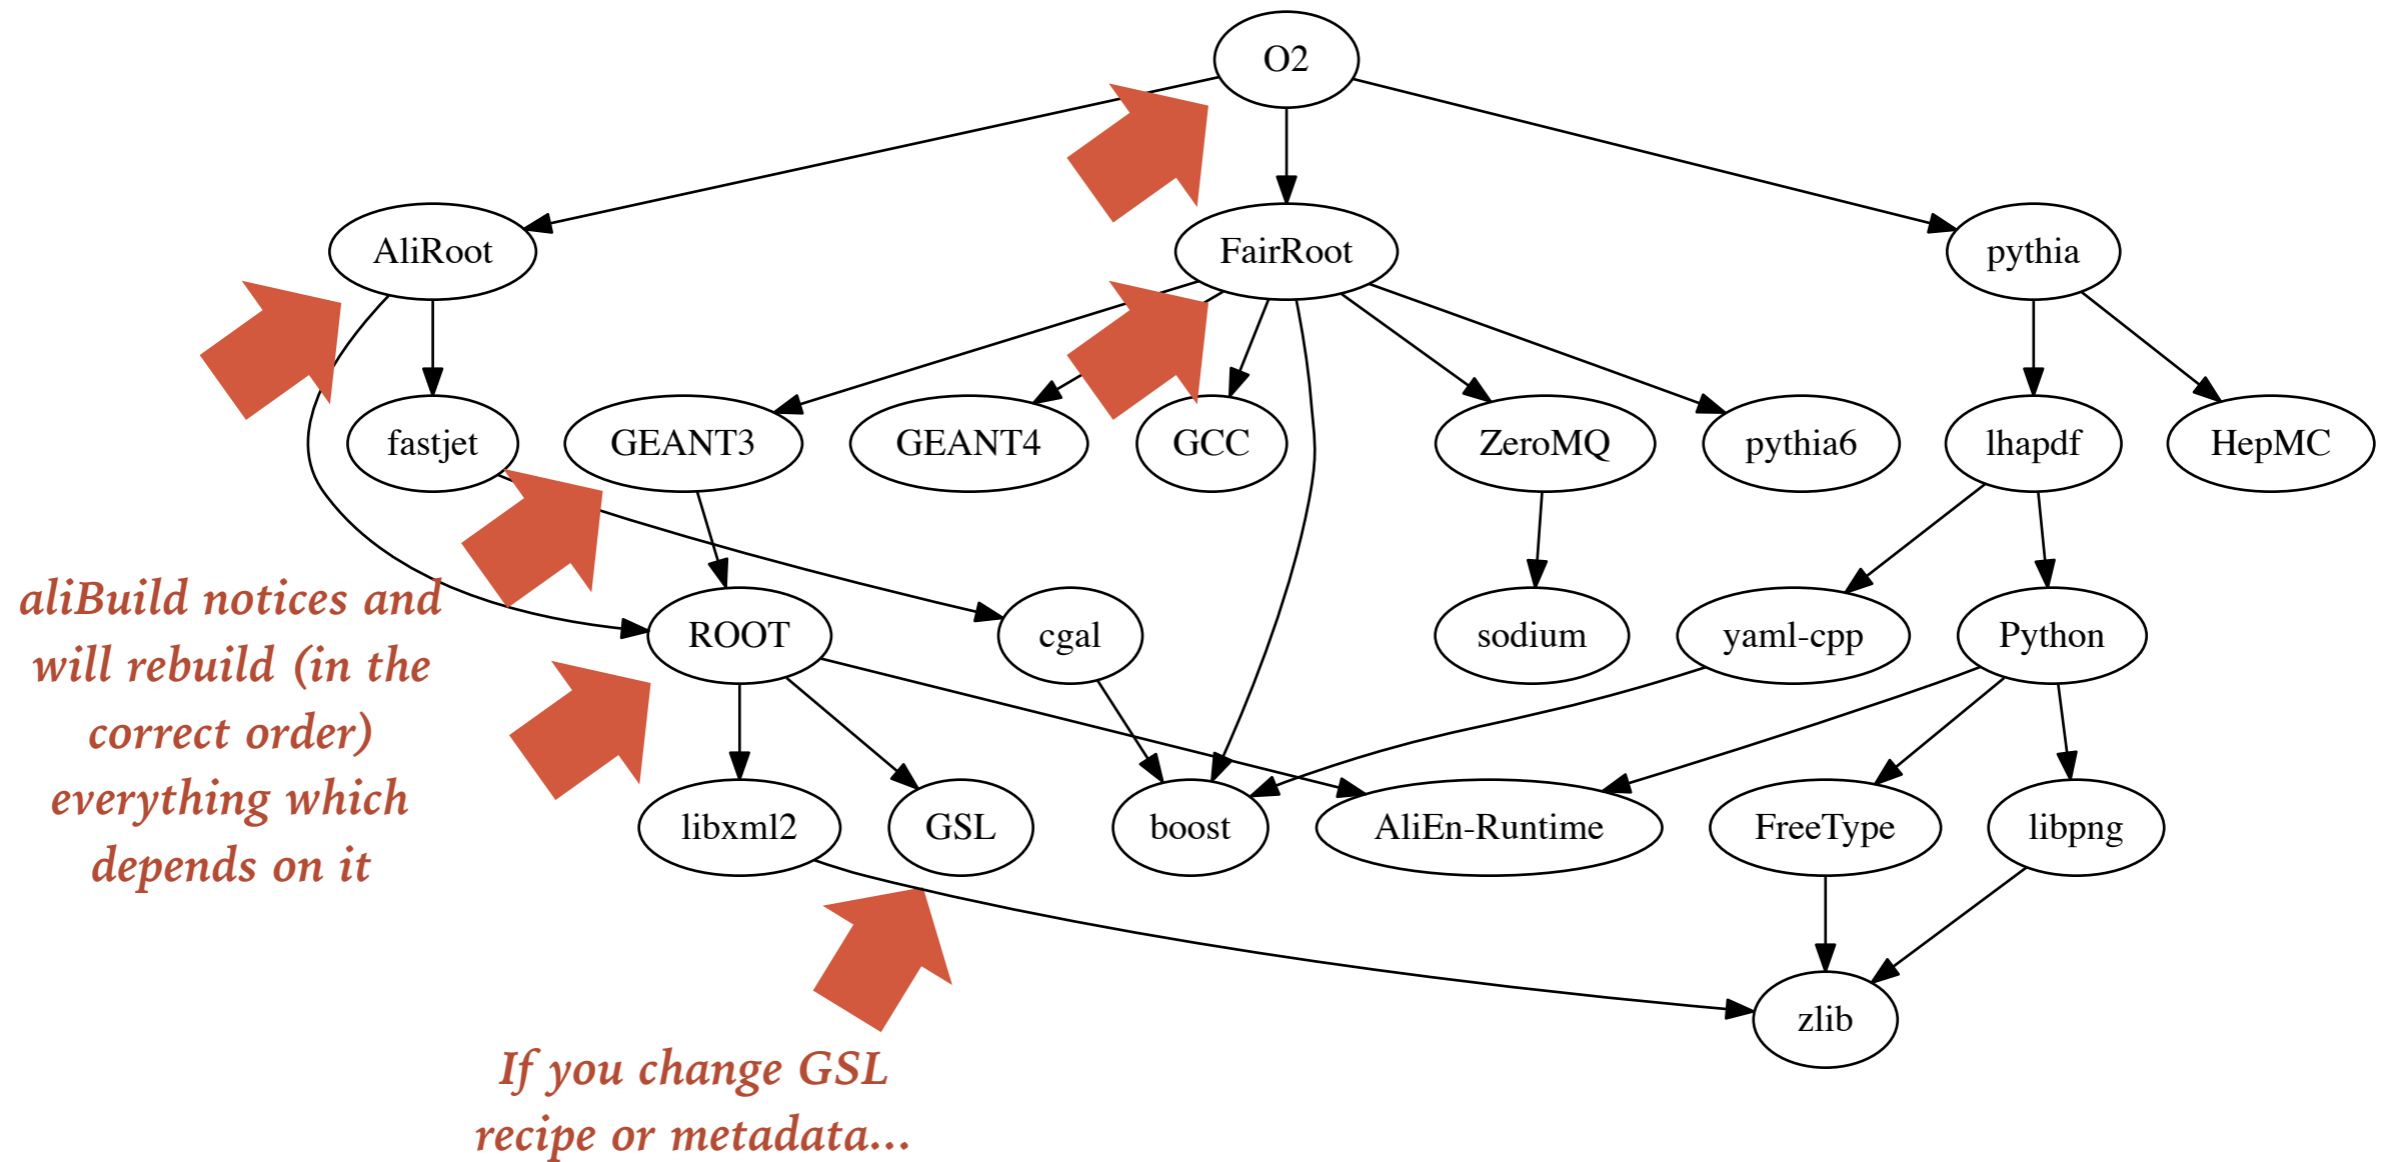 O2
AliRoot
FairRoot
pythia
fastjet
GEANT3
GEANT4
GCC
ZeroMQ
pythia6
lhapdf
HepMC
aliBuild notices and
will rebuild (in the
correct order)
everything which
depends on it
ROOT
cgal
sodium
yaml-cpp
Python
libxml2
GSL
boost
AliEn-Runtime
FreeType
libpng
zlib
If you change GSL
recipe or metadata...